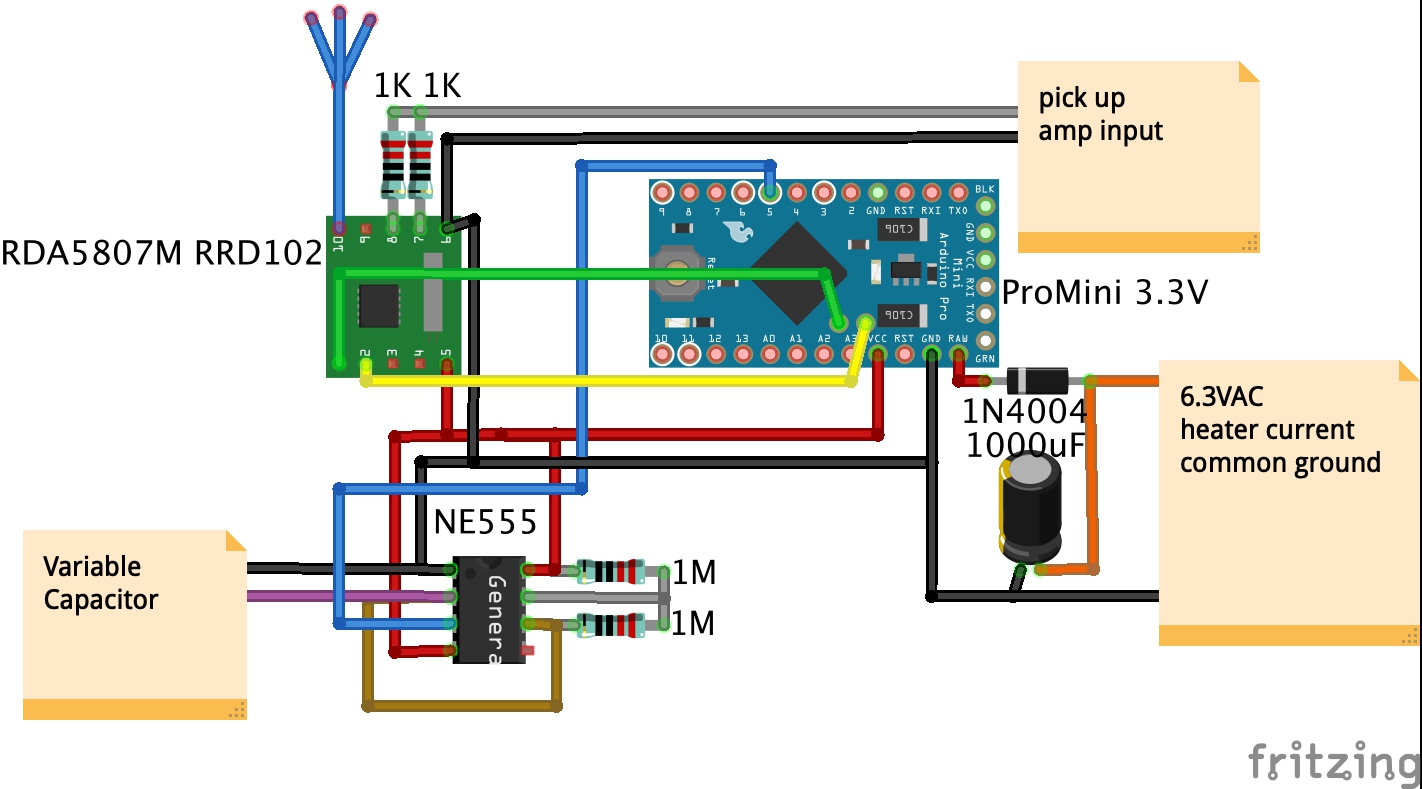 1K 1K
pick up
amp input
RDA5807M RRD102
10 9 8 7 6
2 3 4 5
9 8 7 6 5 4 3 2 GND RST RXI TXO
BLK
GND VCC RXI TXO
GRN
Reset
Arduino Pro
Mini
10 11 12 13 A0 A1 A2 A3 VCC RST GND RAW
ProMini 3.3V
1N4004
1000uF
6.3VAC
heater current
common ground
NE555
Genera
1M
1M
Variable
Capacitor
fritzing